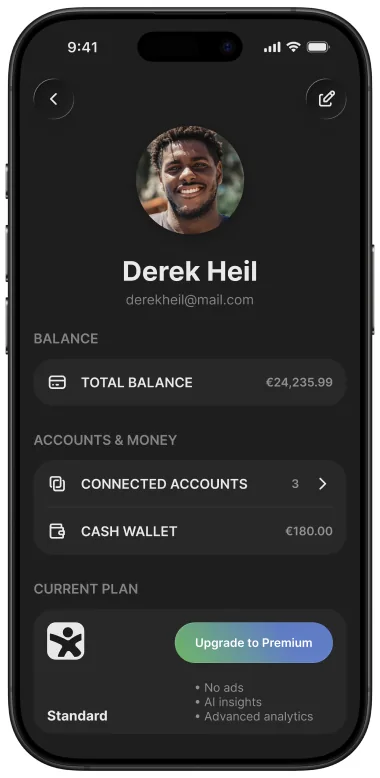 9:41
Derek Heil
derekheil@mail.com
BALANCE
TOTAL BALANCE €24,235.99
ACCOUNTS & MONEY
CONNECTED ACCOUNTS 3
CASH WALLET €180.00
CURRENT PLAN
Upgrade to Premium
• No ads
• AI insights
Standard • Advanced analytics